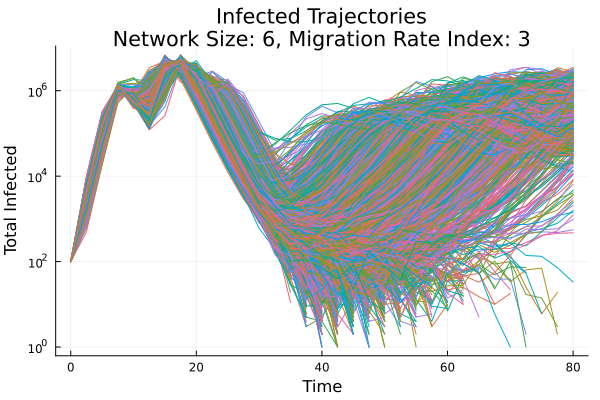 Infected Trajectories
Network Size: 6, Migration Rate Index: 3
Total Infected
10⁶
10⁴
10²
10⁰
0 20 40 60 80
Time